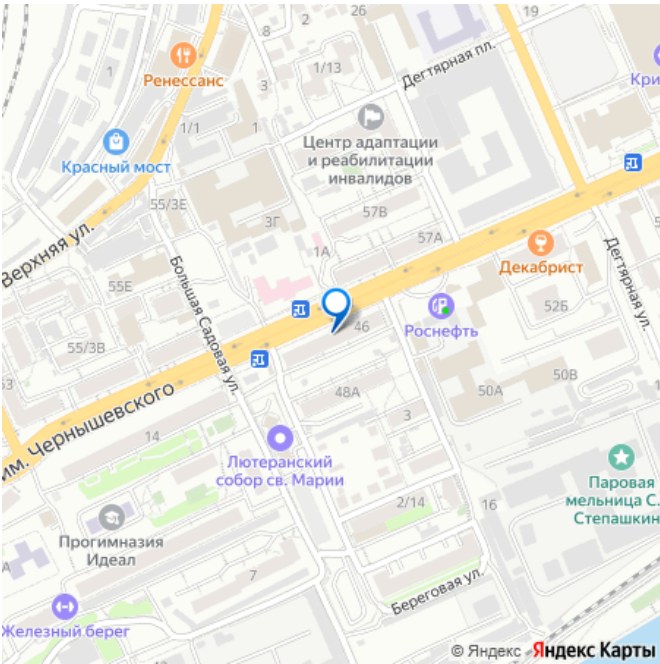 26
19
8
2
Ренессанс
1
1/13
3
Дегтярная пл.
Кри
1/1
1
Центр адаптации
и реабилитации
инвалидов
Красный мост
55/3Е
3Г
57В
57А
1А
Верхняя ул.
Декабрист
Дегтярная ул.
Большая Садовая ул.
55Е
Роснефть
52Б
46
55/3В
53
48А
50А
50В
им. Чернышевского
3
14
Лютеранский
собор св. Марии
Паровая
мельница С.
Степашкин
2/14
16
Прогимназия
Идеал
А
7
Береговая ул.
Железный берег
© Яндекс Яндекс Карты